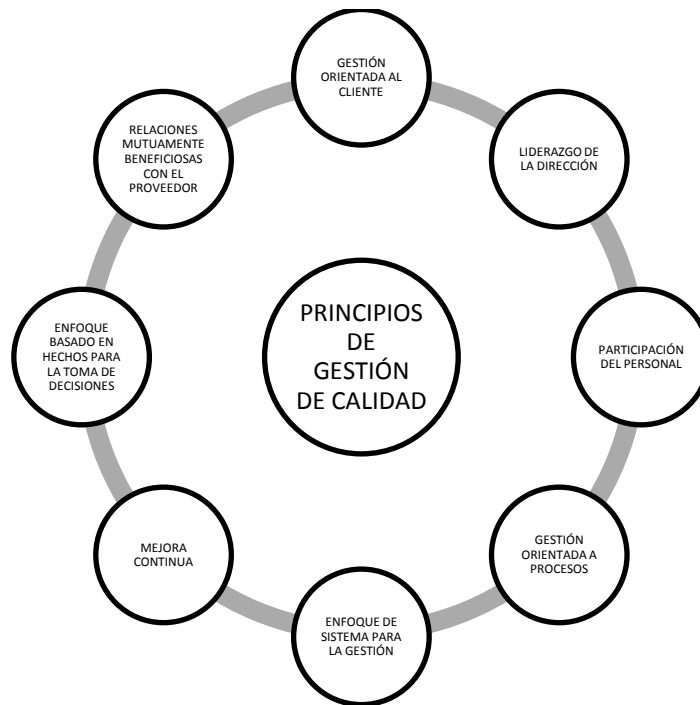 GESTIÓN
ORIENTADA AL
CLIENTE
LIDERAZGO DE
LA DIRECCIÓN
PARTICIPACIÓN
DEL PERSONAL
GESTIÓN
ORIENTADA A
PROCESOS
ENFOQUE DE
SISTEMA PARA
LA GESTIÓN
MEJORA
CONTINUA
ENFOQUE
BASADO EN
HECHOS PARA
LA TOMA DE
DECISIONES
RELACIONES
MUTUAMENTE
BENEFICIOSAS
CON EL
PROVEEDOR
PRINCIPIOS
DE
GESTIÓN
DE CALIDAD